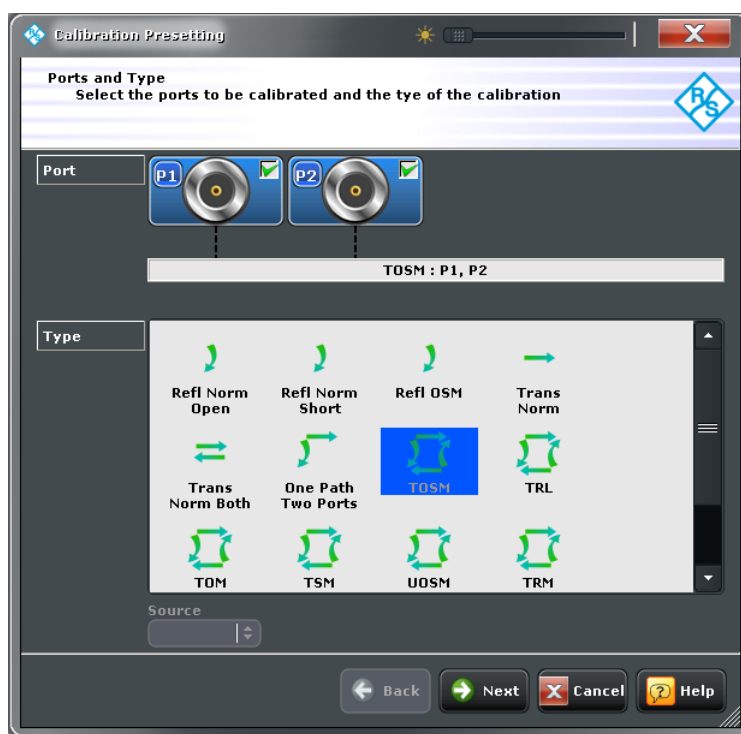 Calibration Presetting
Ports and Type
Select the ports to be calibrated and the tye of the calibration
R&S
Port
P1
P2
TOSM : P1, P2
Type
Refl Norm
Open
Refl Norm
Short
Refl OSM
Trans
Norm
Trans
Norm Both
One Path
Two Ports
TOSM
TRL
TOM
TSM
UOSM
TRM
Source
Back
Next
Cancel
Help